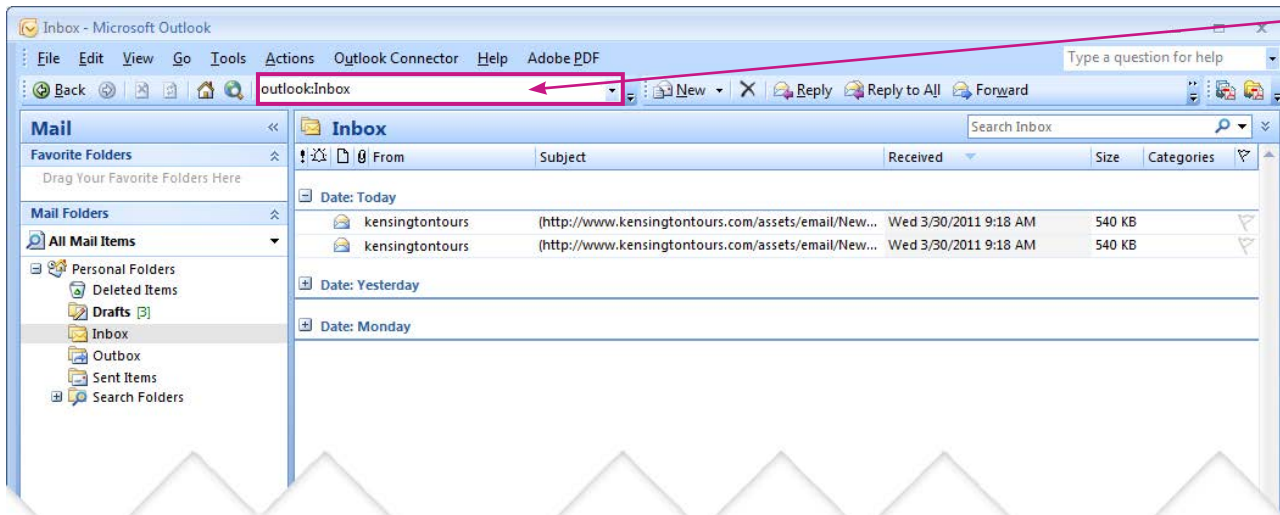 Inbox - Microsoft Outlook
File Edit View Go Tools Actions Outlook Connector Help Adobe PDF Type a question for help
Back outlook:Inbox New Reply Reply to All Forward
Mail Inbox Search Inbox
Favorite Folders ! From Subject Received Size Categories
Drag Your Favorite Folders Here
Date: Today
Mail Folders kensingtontours (http://www.kensingtontours.com/assets/email/New... Wed 3/30/2011 9:18 AM 540 KB
All Mail Items kensingtontours (http://www.kensingtontours.com/assets/email/New... Wed 3/30/2011 9:18 AM 540 KB
Personal Folders
Deleted Items Date: Yesterday
Drafts [3]
Inbox Date: Monday
Outbox
Sent Items
Search Folders